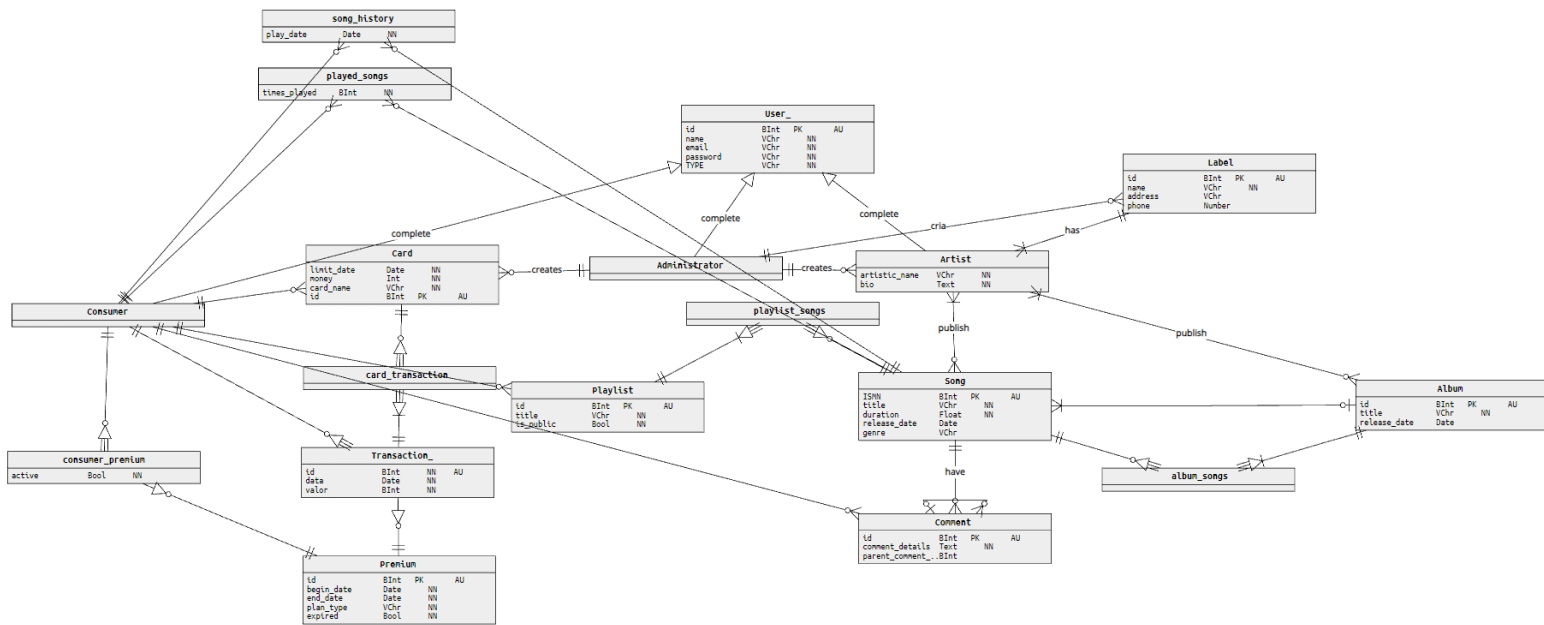 song_history
play_date Date NN
played_songs
times_played BInt NN
User_
id BInt PK AU
name VChr NN
email VChr NN
password VChr NN
TYPE VChr NN
Label
id BInt PK AU
name VChr NN
address VChr
phone Number
complete
complete
complete
cria
has
Card
limit_date Date NN
money Int NN
card_name VChr NN
id BInt PK AU
creates
Administrator
creates
Artist
artistic_name VChr NN
bio Text NN
Consumer
playlist_songs
publish
publish
card_transaction
Playlist
id BInt PK AU
title VChr NN
is_public Bool NN
Song
ISMN BInt PK AU
title VChr NN
duration Float NN
release_date Date
genre VChr
Album
id BInt PK AU
title VChr NN
release_date Date
consumer_premium
active Bool NN
Transaction_
id BInt NN AU
data Date NN
valor BInt NN
have
album_songs
Comment
id BInt PK AU
comment_details Text NN
parent_comment_..BInt
Premium
id BInt PK AU
begin_date Date NN
end_date Date NN
plan_type VChr NN
expired Bool NN